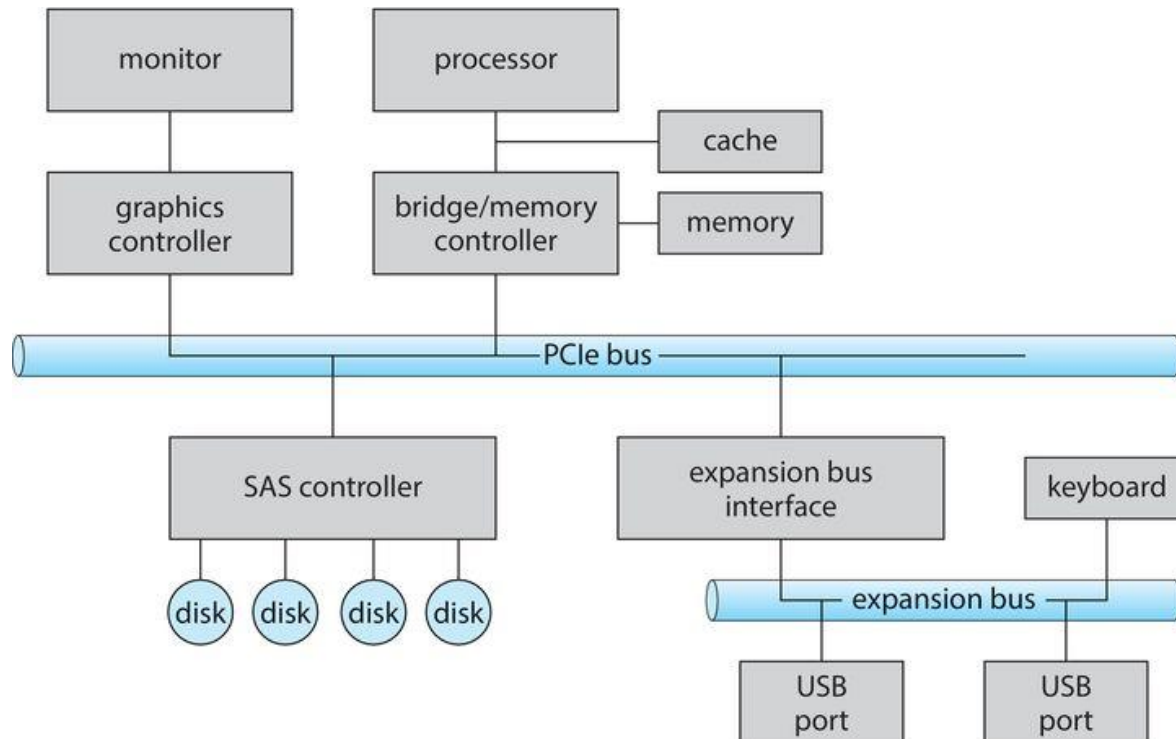 monitor
processor
cache
graphics
controller
bridge/memory
controller
memory
PCIe bus
SAS controller
expansion bus
interface
keyboard
disk
disk
disk
disk
expansion bus
USB
port
USB
port